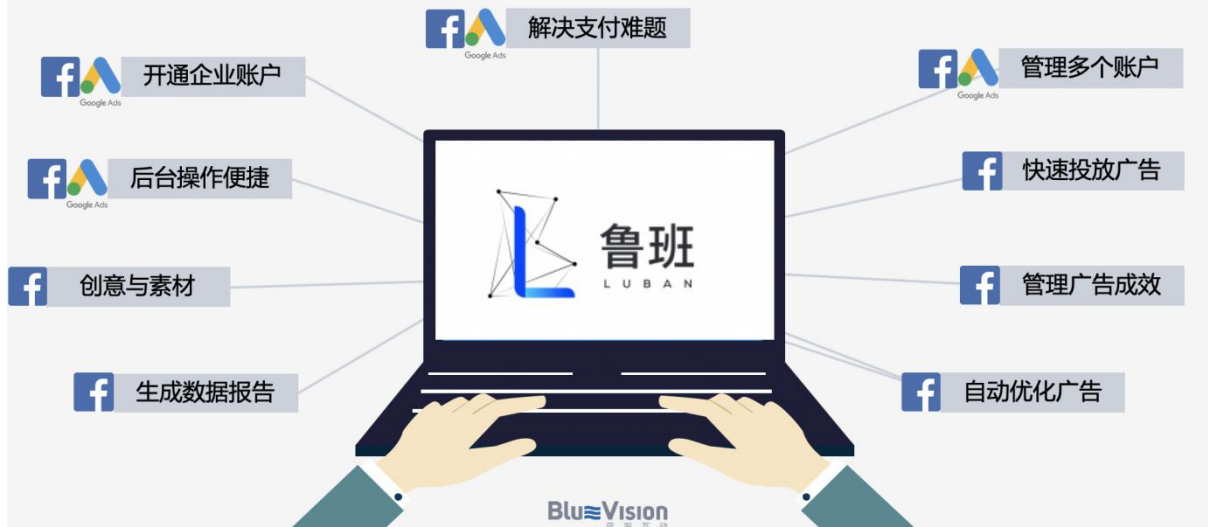 解决支付难题
Google Ads
开通企业账户
Google Ads
管理多个账户
Google Ads
后台操作便捷
Google Ads
快速投放广告
鲁班
LUBAN
创意与素材
管理广告成效
生成数据报告
自动优化广告
BlueVision